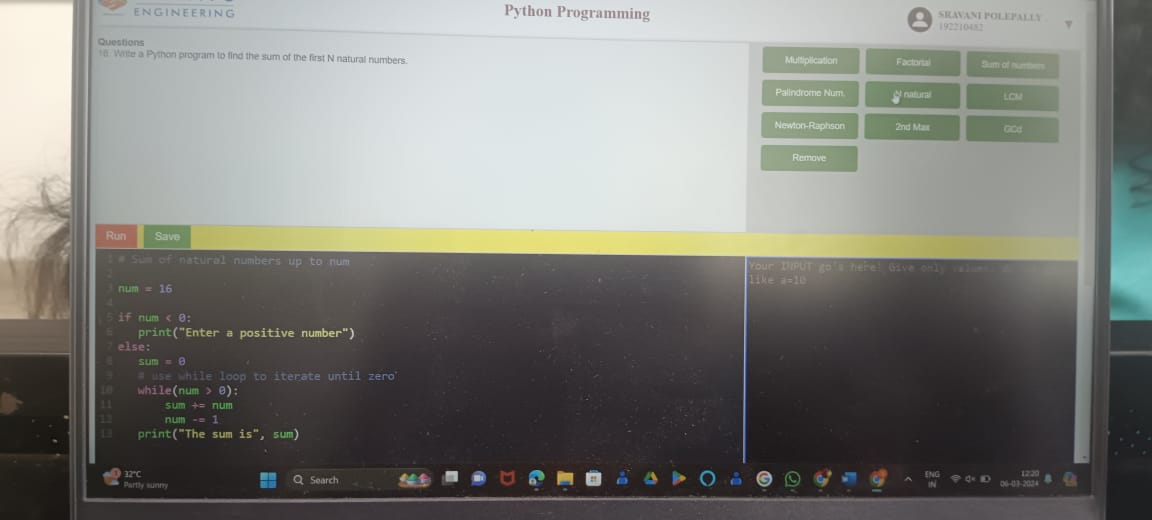 ENGINEERING
Python Programming
SRAVANI POLEPALLY
192210482
Questions
16. Write a Python program to find the sum of the first N natural numbers.
Multiplication
Factorial
Sum of numbers
Palindrome Num.
N natural
LCM
Newton-Raphson
2nd Max
GCd
Remove
Run
Save
1 # Sum of natural numbers up to num
2
3 num = 16
4
5 if num < 0:
6 print("Enter a positive number")
7 else:
8 sum = 0
9 # use while loop to iterate until zero
10 while(num > 0):
11 sum += num
12 num -= 1
13 print("The sum is", sum)
Your INPUT go's here! Give only values,
like a=10
32°C
Partly sunny
Search
ENG
IN
12:20
06-03-2024